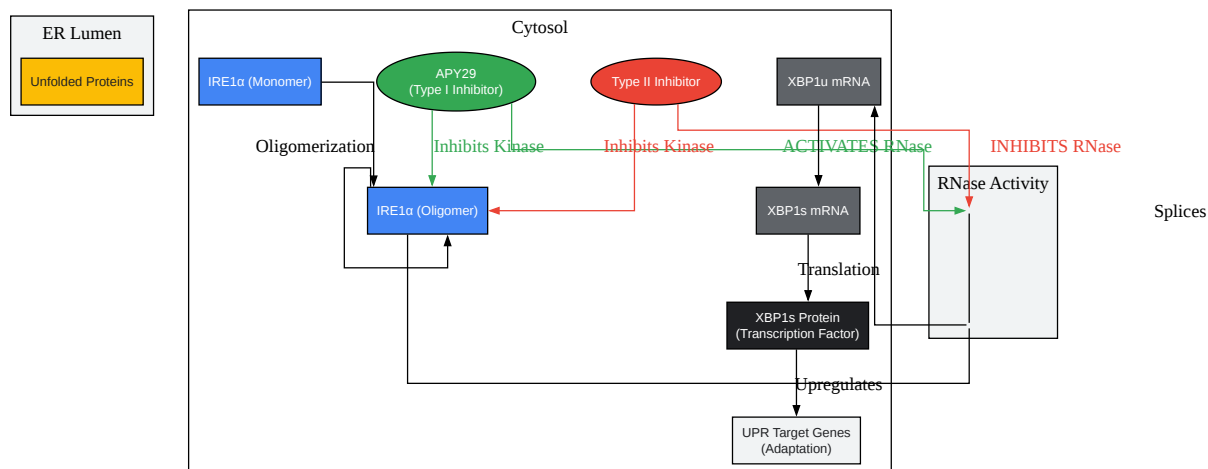 ER Lumen
Unfolded Proteins
Cytosol
IRE1α (Monomer)
APY29
(Type I Inhibitor)
Type II Inhibitor
XBP1u mRNA
Oligomerization
Inhibits Kinase
Inhibits Kinase
ACTIVATES RNase
INHIBITS RNase
RNase Activity
IRE1α (Oligomer)
XBP1s mRNA
Splices
Translation
XBP1s Protein
(Transcription Factor)
Upregulates
UPR Target Genes
(Adaptation)